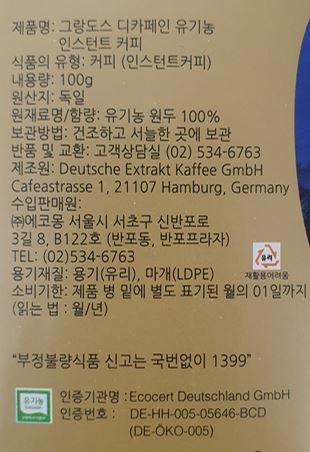 제품명: 그랑도스 디카페인 유기농
인스턴트 커피
식품의 유형: 커피 (인스턴트커피)
내용량: 100g
원산지: 독일
원재료명/함량: 유기농 원두 100%
보관방법: 건조하고 서늘한 곳에 보관
반품 및 교환: 고객상담실 (02) 534-6763
제조원: Deutsche Extrakt Kaffee GmbH
Cafeastrasse 1, 21107 Hamburg, Germany
수입판매원:
㈜에코몽 서울시 서초구 신반포로
3길 8, B122호 (반포동, 반포프라자)
TEL: (02)534-6763
용기재질: 용기(유리), 마개(LDPE)
유리
재활용어려움
소비기한: 제품 병 밑에 별도 표기된 월의 01일까지
(읽는 법 : 월/년)
“부정불량식품 신고는 국번없이 1399”
유기농
인증기관명 : Ecocert Deutschland GmbH
인증번호 : DE-HH-005-05646-BCD
(DE-ÖKO-005)